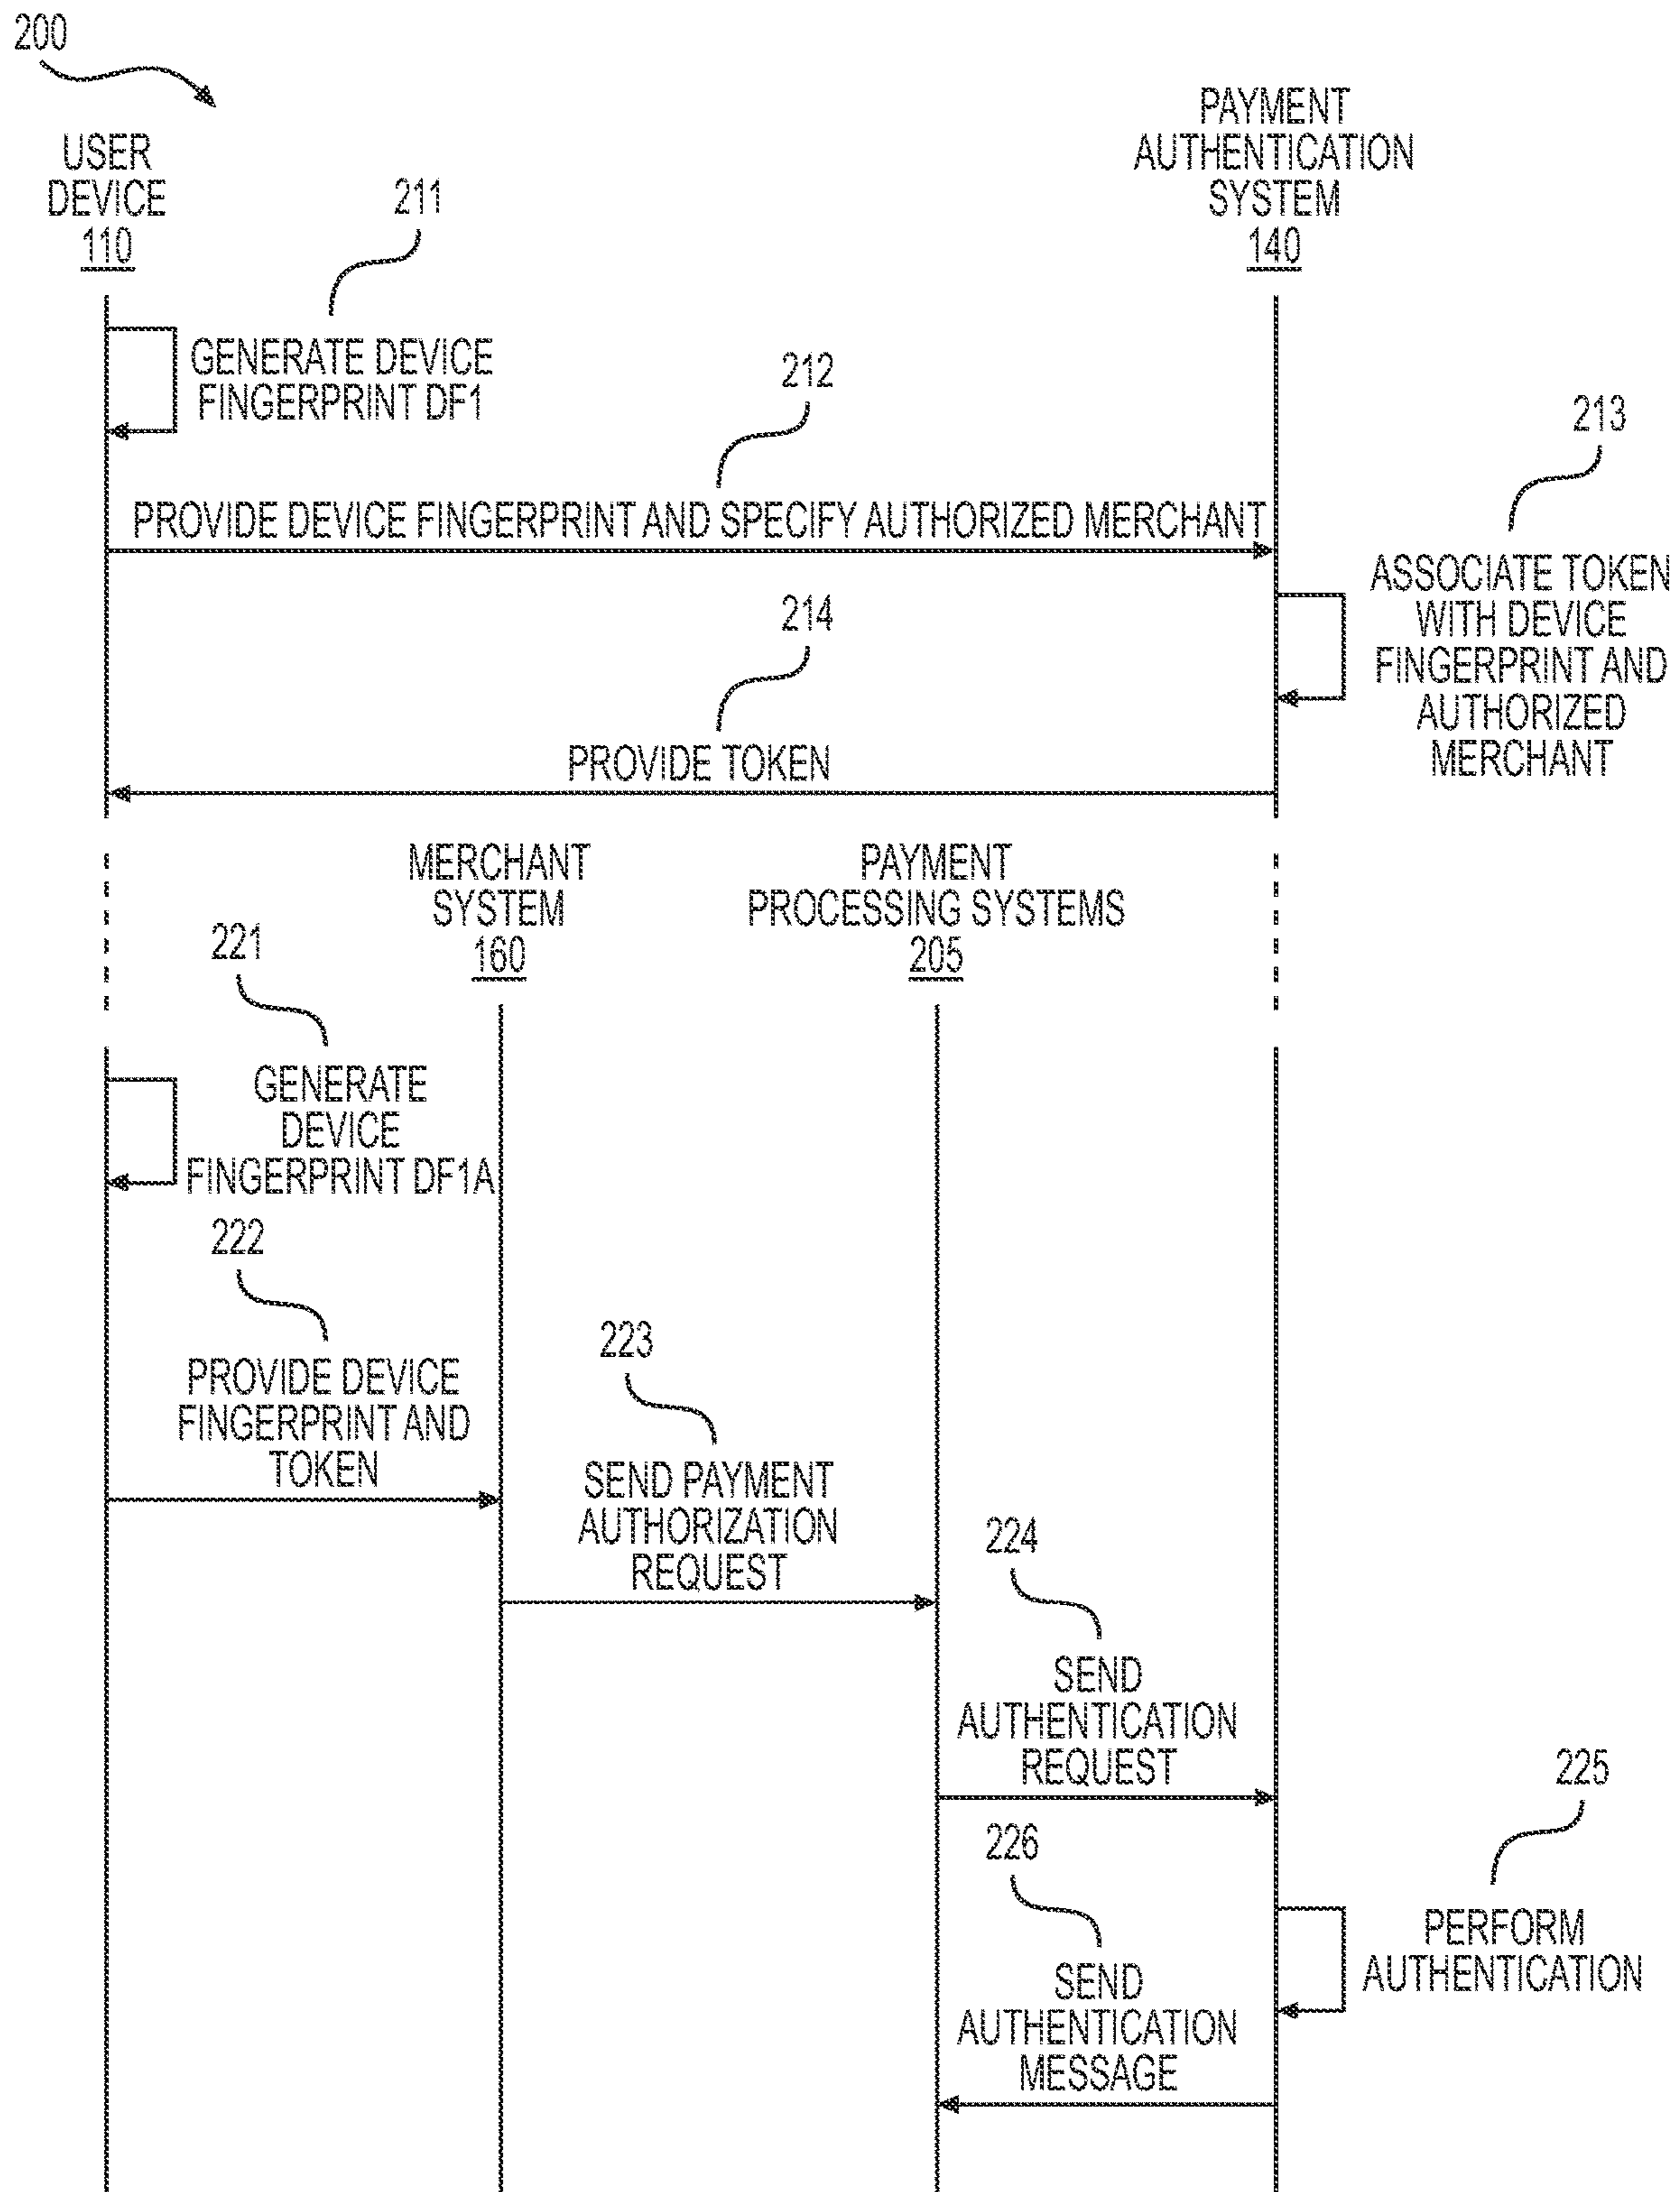 200
USER
DEVICE
110
PAYMENT
AUTHENTICATION
SYSTEM
140
211
GENERATE DEVICE
FINGERPRINT DF1
212
PROVIDE DEVICE FINGERPRINT AND SPECIFY AUTHORIZED MERCHANT
213
ASSOCIATE TOKEN
WITH DEVICE
FINGERPRINT AND
AUTHORIZED
MERCHANT
214
PROVIDE TOKEN
MERCHANT
SYSTEM
160
PAYMENT
PROCESSING SYSTEMS
205
221
GENERATE
DEVICE
FINGERPRINT DF1A
222
PROVIDE DEVICE
FINGERPRINT AND
TOKEN
223
SEND PAYMENT
AUTHORIZATION
REQUEST
224
SEND
AUTHENTICATION
REQUEST
225
PERFORM
AUTHENTICATION
226
SEND
AUTHENTICATION
MESSAGE